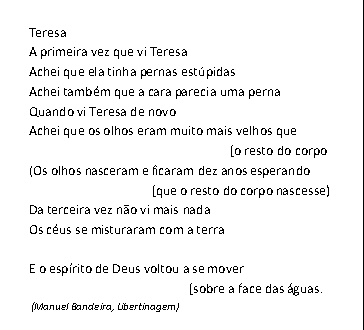 Teresa
A primeira vez que vi Teresa
Achei que ela tinha pernas estúpidas
Achei também que a cara parecia uma perna
Quando vi Teresa de novo
Achei que os olhos eram muito mais velhos que
[o resto do corpo
(Os olhos nasceram e ficaram dez anos esperando
[que o resto do corpo nascesse)
Da terceira vez não vi mais nada
Os céus se misturaram com a terra
E o espírito de Deus voltou a se mover
[sobre a face das águas.
(Manuel Bandeira, Libertinagem)